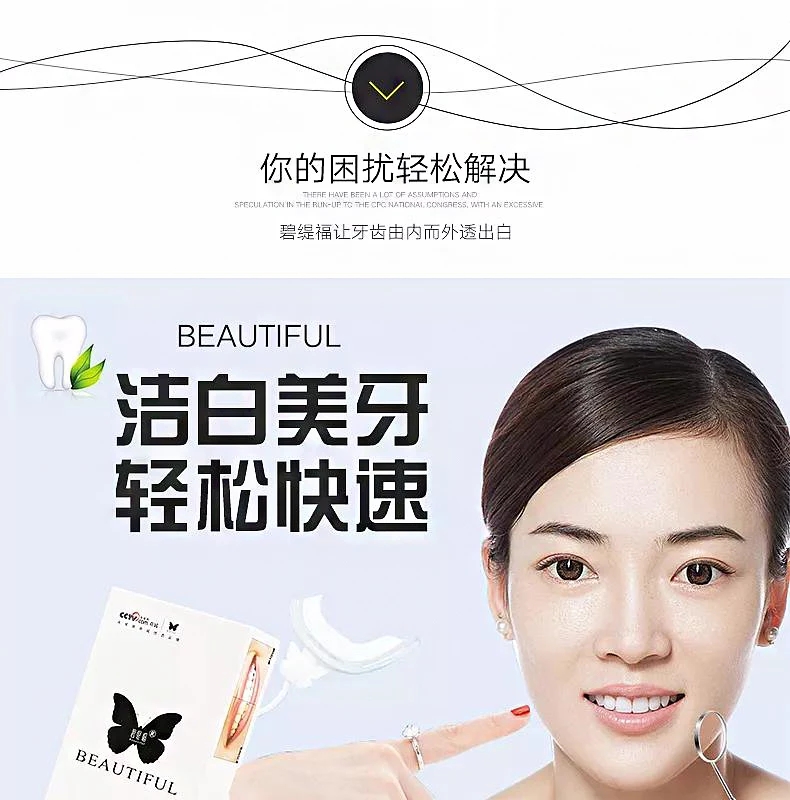 你的困扰轻松解决
THERE HAVE BEEN A LOT OF ASSUMPTIONS AND
SPECULATION IN THE RUN-UP TO THE CPC NATIONAL CONGRESS, WITH AN EXCESSIVE
碧缇福让牙齿由内而外透出白
BEAUTIFUL
洁白美牙
轻松快速
CCTV
BEAUTIFUL